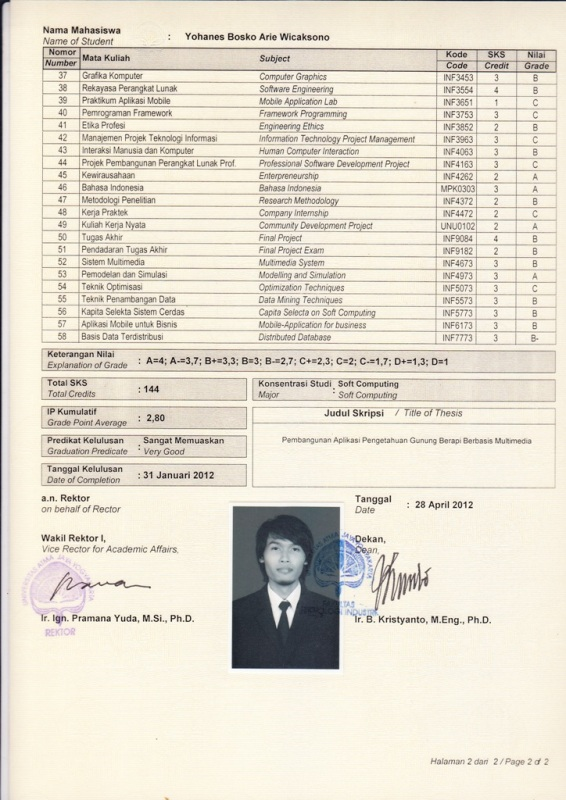 Nama Mahasiswa
Name of Student : Yohanes Bosko Arie Wicaksono
Nomor Mata Kuliah Subject Kode SKS Nilai
Number Code Credit Grade
37 Grafika Komputer Computer Graphics INF3453 3 B
38 Rekayasa Perangkat Lunak Software Engineering INF3554 4 B
39 Praktikum Aplikasi Mobile Mobile Application Lab INF3651 1 C
40 Pemrograman Framework Framework Programming INF3753 3 C
41 Etika Profesi Engineering Ethics INF3852 2 B
42 Manajemen Projek Teknologi Informasi Information Technology Project Management INF3963 3 C
43 Interaksi Manusia dan Komputer Human Computer Interaction INF4063 3 B
44 Projek Pembangunan Perangkat Lunak Prof. Professional Software Development Project INF4163 3 C
45 Kewirausahaan Enterpreneurship INF4262 2 A
46 Bahasa Indonesia Bahasa Indonesia MPK0303 3 A
47 Metodologi Penelitian Research Methodology INF4372 2 B
48 Kerja Praktek Company Internship INF4472 2 C
49 Kuliah Kerja Nyata Community Development Project UNU0102 2 A
50 Tugas Akhir Final Project INF9084 4 B
51 Pendadaran Tugas Akhir Final Project Exam INF9182 2 B
52 Sistem Multimedia Multimedia System INF4673 3 B
53 Pemodelan dan Simulasi Modelling and Simulation INF4973 3 A
54 Teknik Optimisasi Optimization Techniques INF5073 3 C
55 Teknik Penambangan Data Data Mining Techniques INF5573 3 B
56 Kapita Selekta Sistem Cerdas Capita Selecta on Soft Computing INF5773 3 B
57 Aplikasi Mobile untuk Bisnis Mobile-Application for business INF6173 3 B
58 Basis Data Terdistribusi Distributed Database INF7773 3 B-
Keterangan Nilai
Explanation of Grade : A=4; A-=3,7; B+=3,3; B=3; B-=2,7; C+=2,3; C=2; C-=1,7; D+=1,3; D=1
Total SKS : 144
Total Credits
Konsentrasi Studi : Soft Computing
Major Soft Computing
IP Kumulatif : 2,80
Grade Point Average
Judul Skripsi / Title of Thesis
Pembangunan Aplikasi Pengetahuan Gunung Berapi Berbasis Multimedia
Predikat Kelulusan : Sangat Memuaskan
Graduation Predicate Very Good
Tanggal Kelulusan : 31 Januari 2012
Date of Completion
a.n. Rektor
on behalf of Rector
Tanggal : 28 April 2012
Date
Wakil Rektor I,
Vice Rector for Academic Affairs,
Dekan,
Dean,
REKTOR
FAKULTAS
TEKNOLOGI INDUSTRI
Ir. Ign. Pramana Yuda, M.Si., Ph.D.
Ir. B. Kristyanto, M.Eng., Ph.D.
Halaman 2 dari 2 / Page 2 of 2